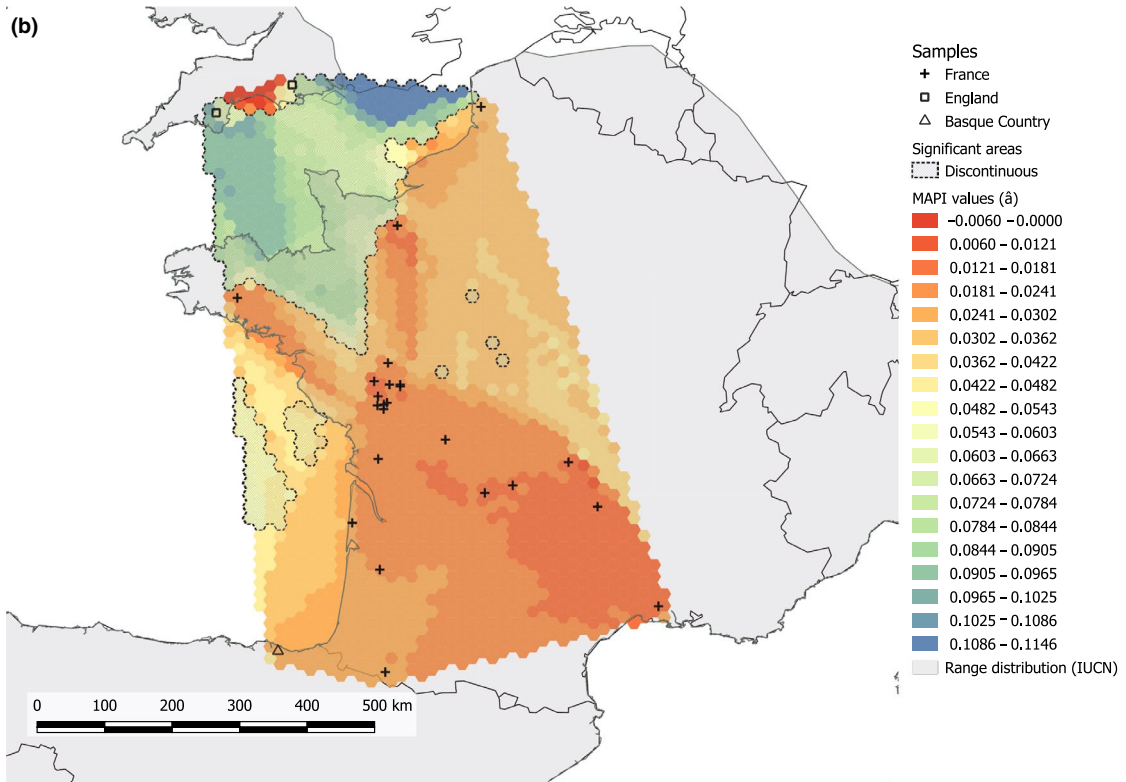 (b)
Samples
France
England
Basque Country
Significant areas
Discontinuous
MAPI values (â)
-0.0060 – -0.0000
0.0060 – 0.0121
0.0121 – 0.0181
0.0181 – 0.0241
0.0241 – 0.0302
0.0302 – 0.0362
0.0362 – 0.0422
0.0422 – 0.0482
0.0482 – 0.0543
0.0543 – 0.0603
0.0603 – 0.0663
0.0663 – 0.0724
0.0724 – 0.0784
0.0784 – 0.0844
0.0844 – 0.0905
0.0905 – 0.0965
0.0965 – 0.1025
0.1025 – 0.1086
0.1086 – 0.1146
Range distribution (IUCN)
0 100 200 300 400 500 km